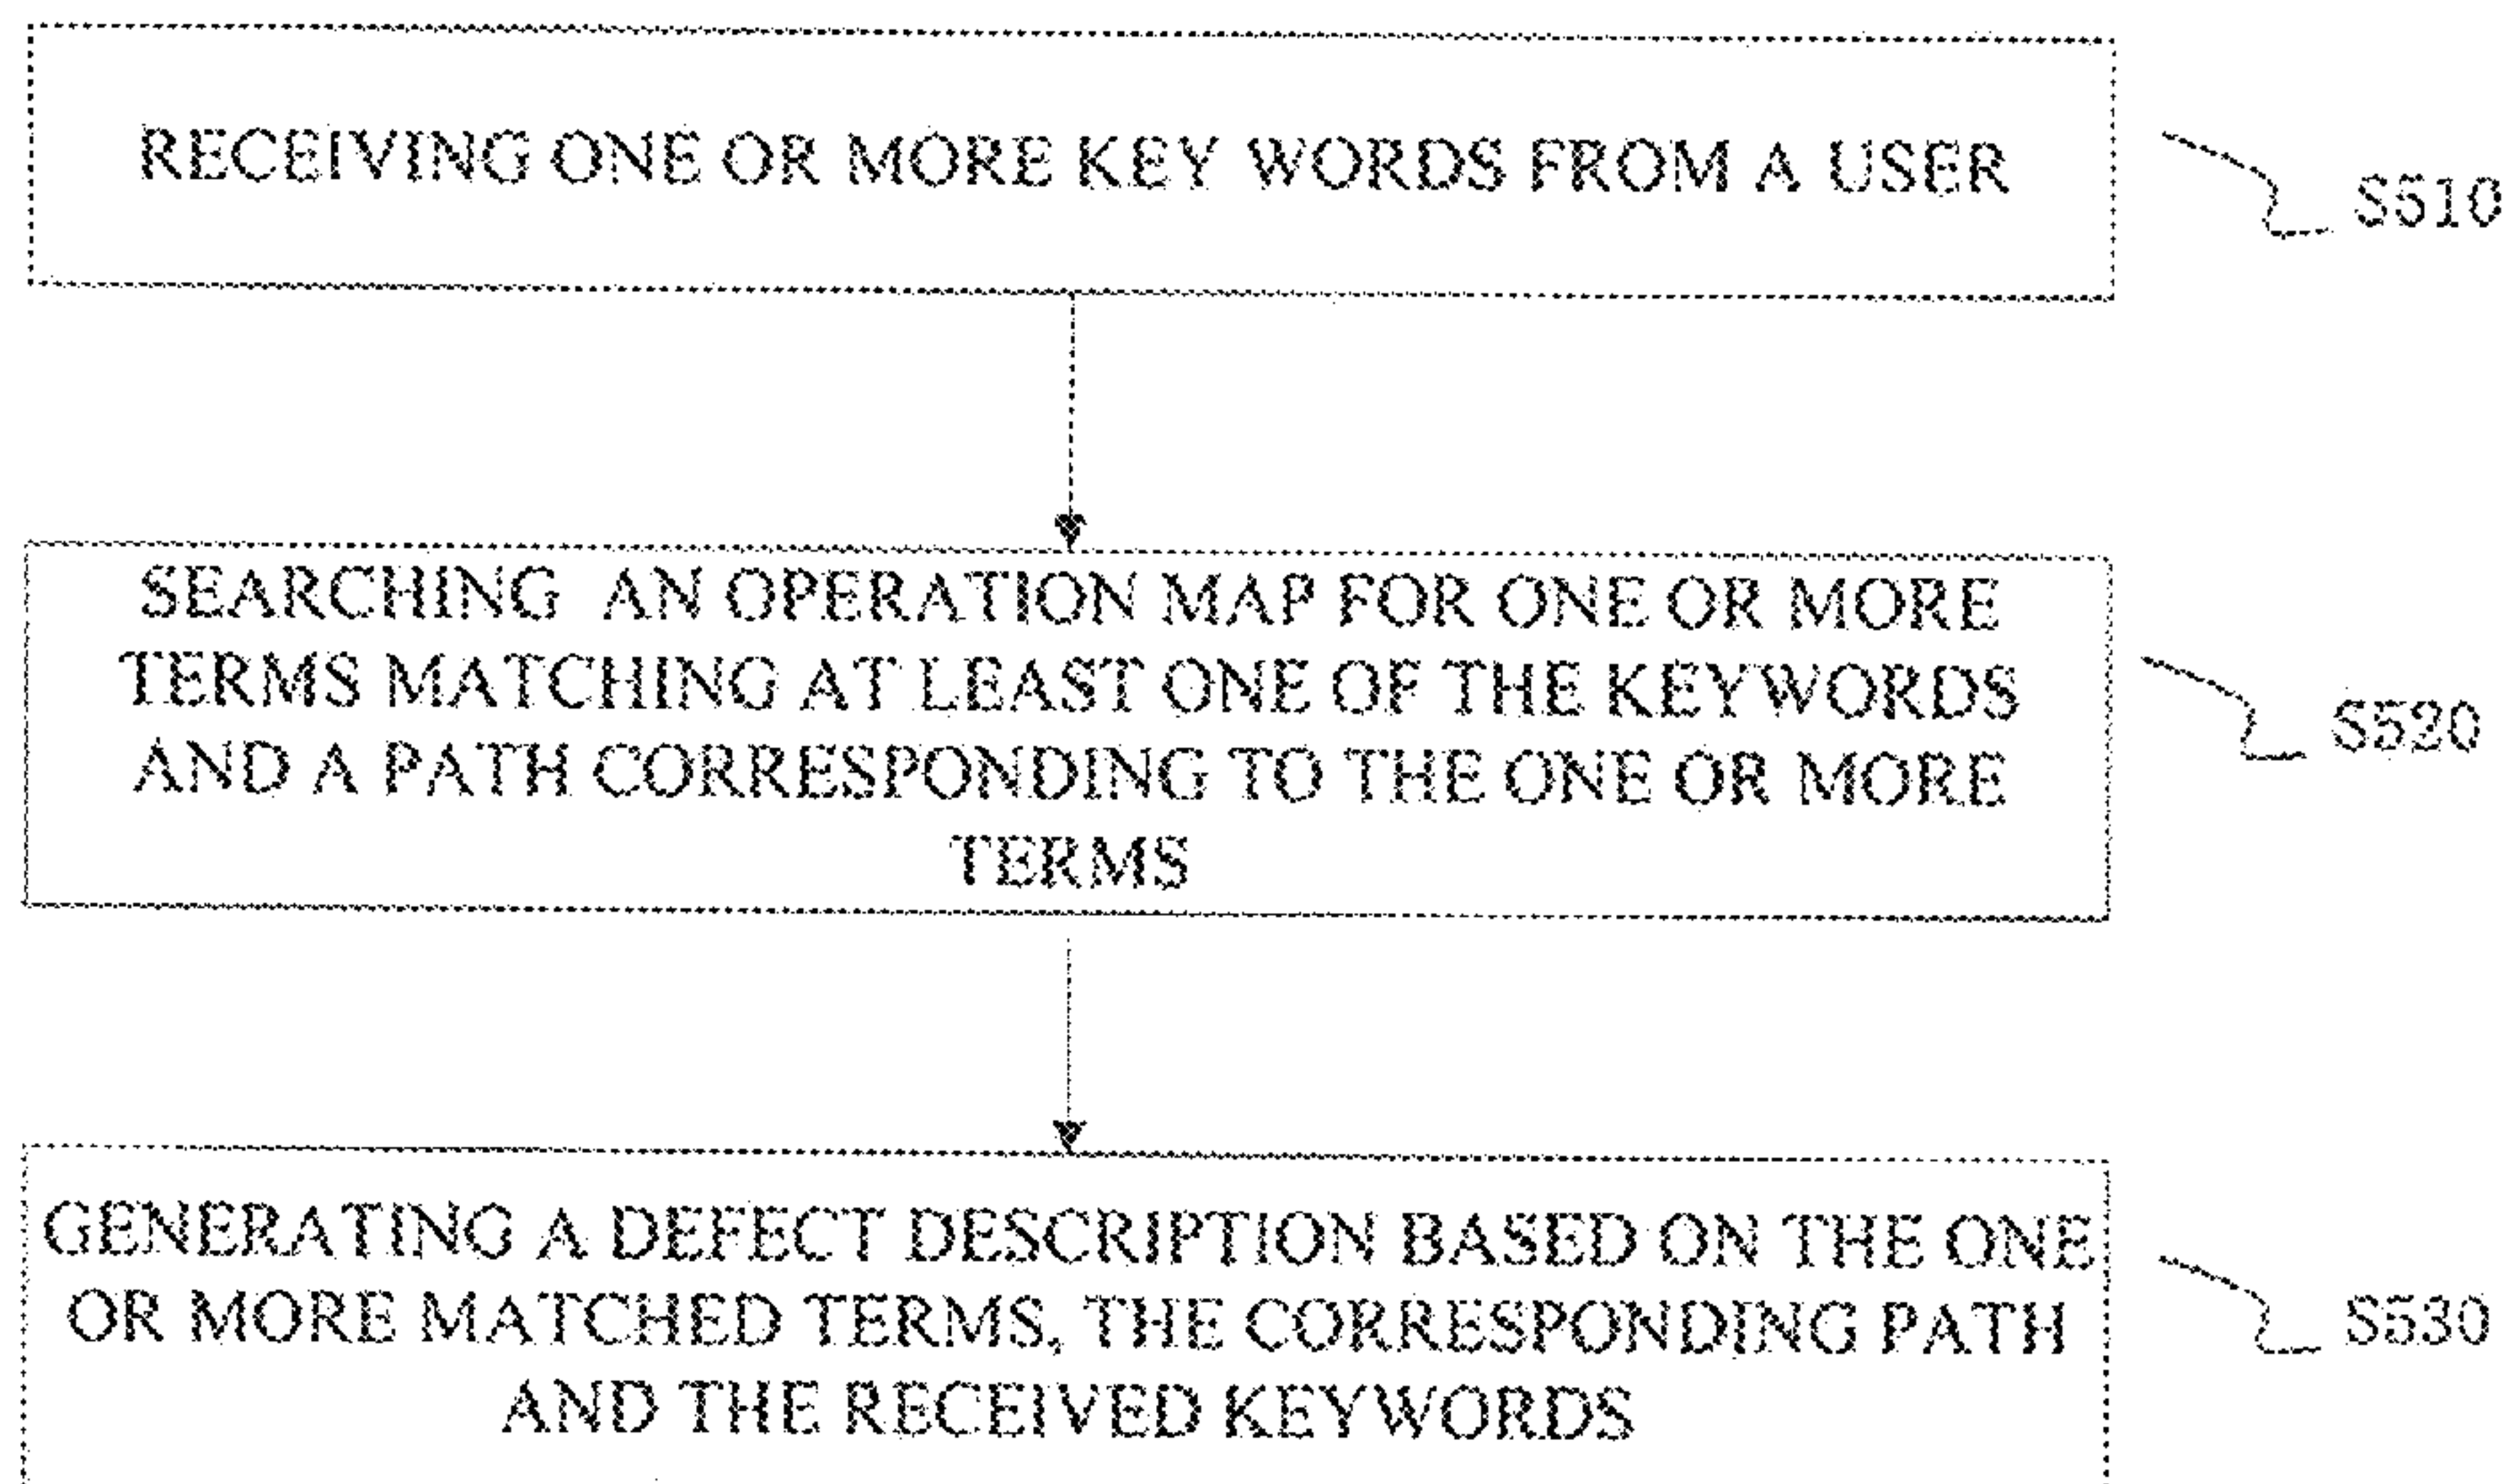 RECEIVING ONE OR MORE KEY WORDS FROM A USER
S510
SEARCHING AN OPERATION MAP FOR ONE OR MORE
TERMS MATCHING AT LEAST ONE OF THE KEYWORDS
AND A PATH CORRESPONDING TO THE ONE OR MORE
TERMS
S520
GENERATING A DEFECT DESCRIPTION BASED ON THE ONE
OR MORE MATCHED TERMS, THE CORRESPONDING PATH
AND THE RECEIVED KEYWORDS
S530